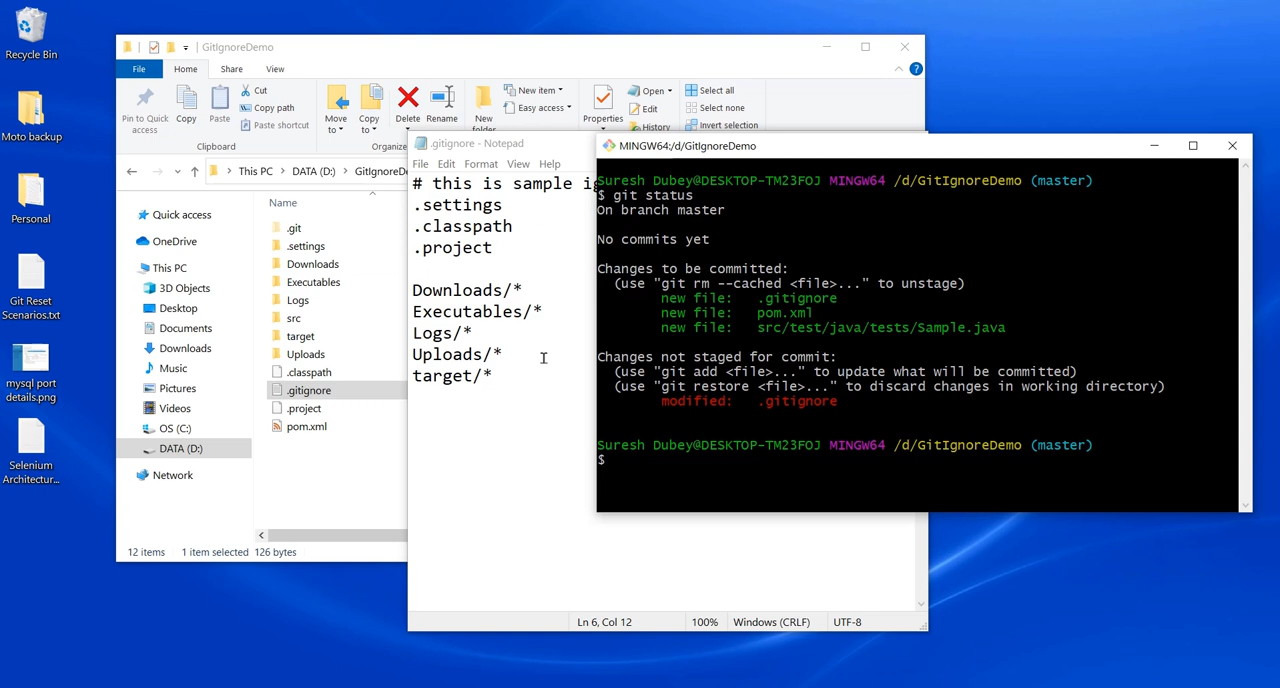 Recycle Bin
Moto backup
Personal
Git Reset
Scenarios.txt
mysql port
details.png
Selenium
Architectur...
GitIgnoreDemo
File Home Share View
Pin to Quick
access
Copy
Paste
Cut
Copy path
Paste shortcut
Clipboard
Move
to
Copy
to
Delete
Rename
Organize
New
folder
New item
Easy access
Properties
Open
Edit
History
Select all
Select none
Invert selection
This PC > DATA (D:) > GitIgnoreDe
Quick access
OneDrive
This PC
3D Objects
Desktop
Documents
Downloads
Music
Pictures
Videos
OS (C:)
DATA (D:)
Network
Name
.git
.settings
Downloads
Executables
Logs
src
target
Uploads
.classpath
.gitignore
.project
pom.xml
12 items 1 item selected 126 bytes
.gitignore - Notepad
File Edit Format View Help
# this is sample
.settings
.classpath
.project
Downloads/*
Executables/*
Logs/*
Uploads/*
target/*
Ln 6, Col 12 100% Windows (CRLF) UTF-8
MINGW64:/d/GitIgnoreDemo
Suresh Dubey@DESKTOP-TM23FOJ MINGW64 /d/GitIgnoreDemo (master)
$ git status
On branch master
No commits yet
Changes to be committed:
(use "git rm --cached <file>..." to unstage)
new file: .gitignore
new file: pom.xml
new file: src/test/java/tests/Sample.java
Changes not staged for commit:
(use "git add <file>..." to update what will be committed)
(use "git restore <file>..." to discard changes in working directory)
modified: .gitignore
Suresh Dubey@DESKTOP-TM23FOJ MINGW64 /d/GitIgnoreDemo (master)
$